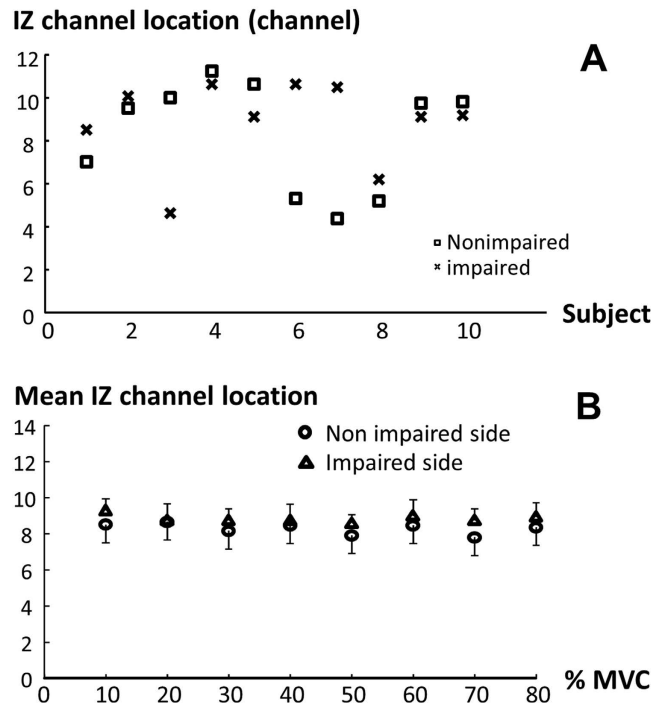 IZ channel location (channel)
A
12
10
8
6
4
2
0
Nonimpaired
impaired
0 2 4 6 8 10
Subject
Mean IZ channel location
B
14
12
10
8
6
4
2
0
Non impaired side
Impaired side
0 10 20 30 40 50 60 70 80
% MVC